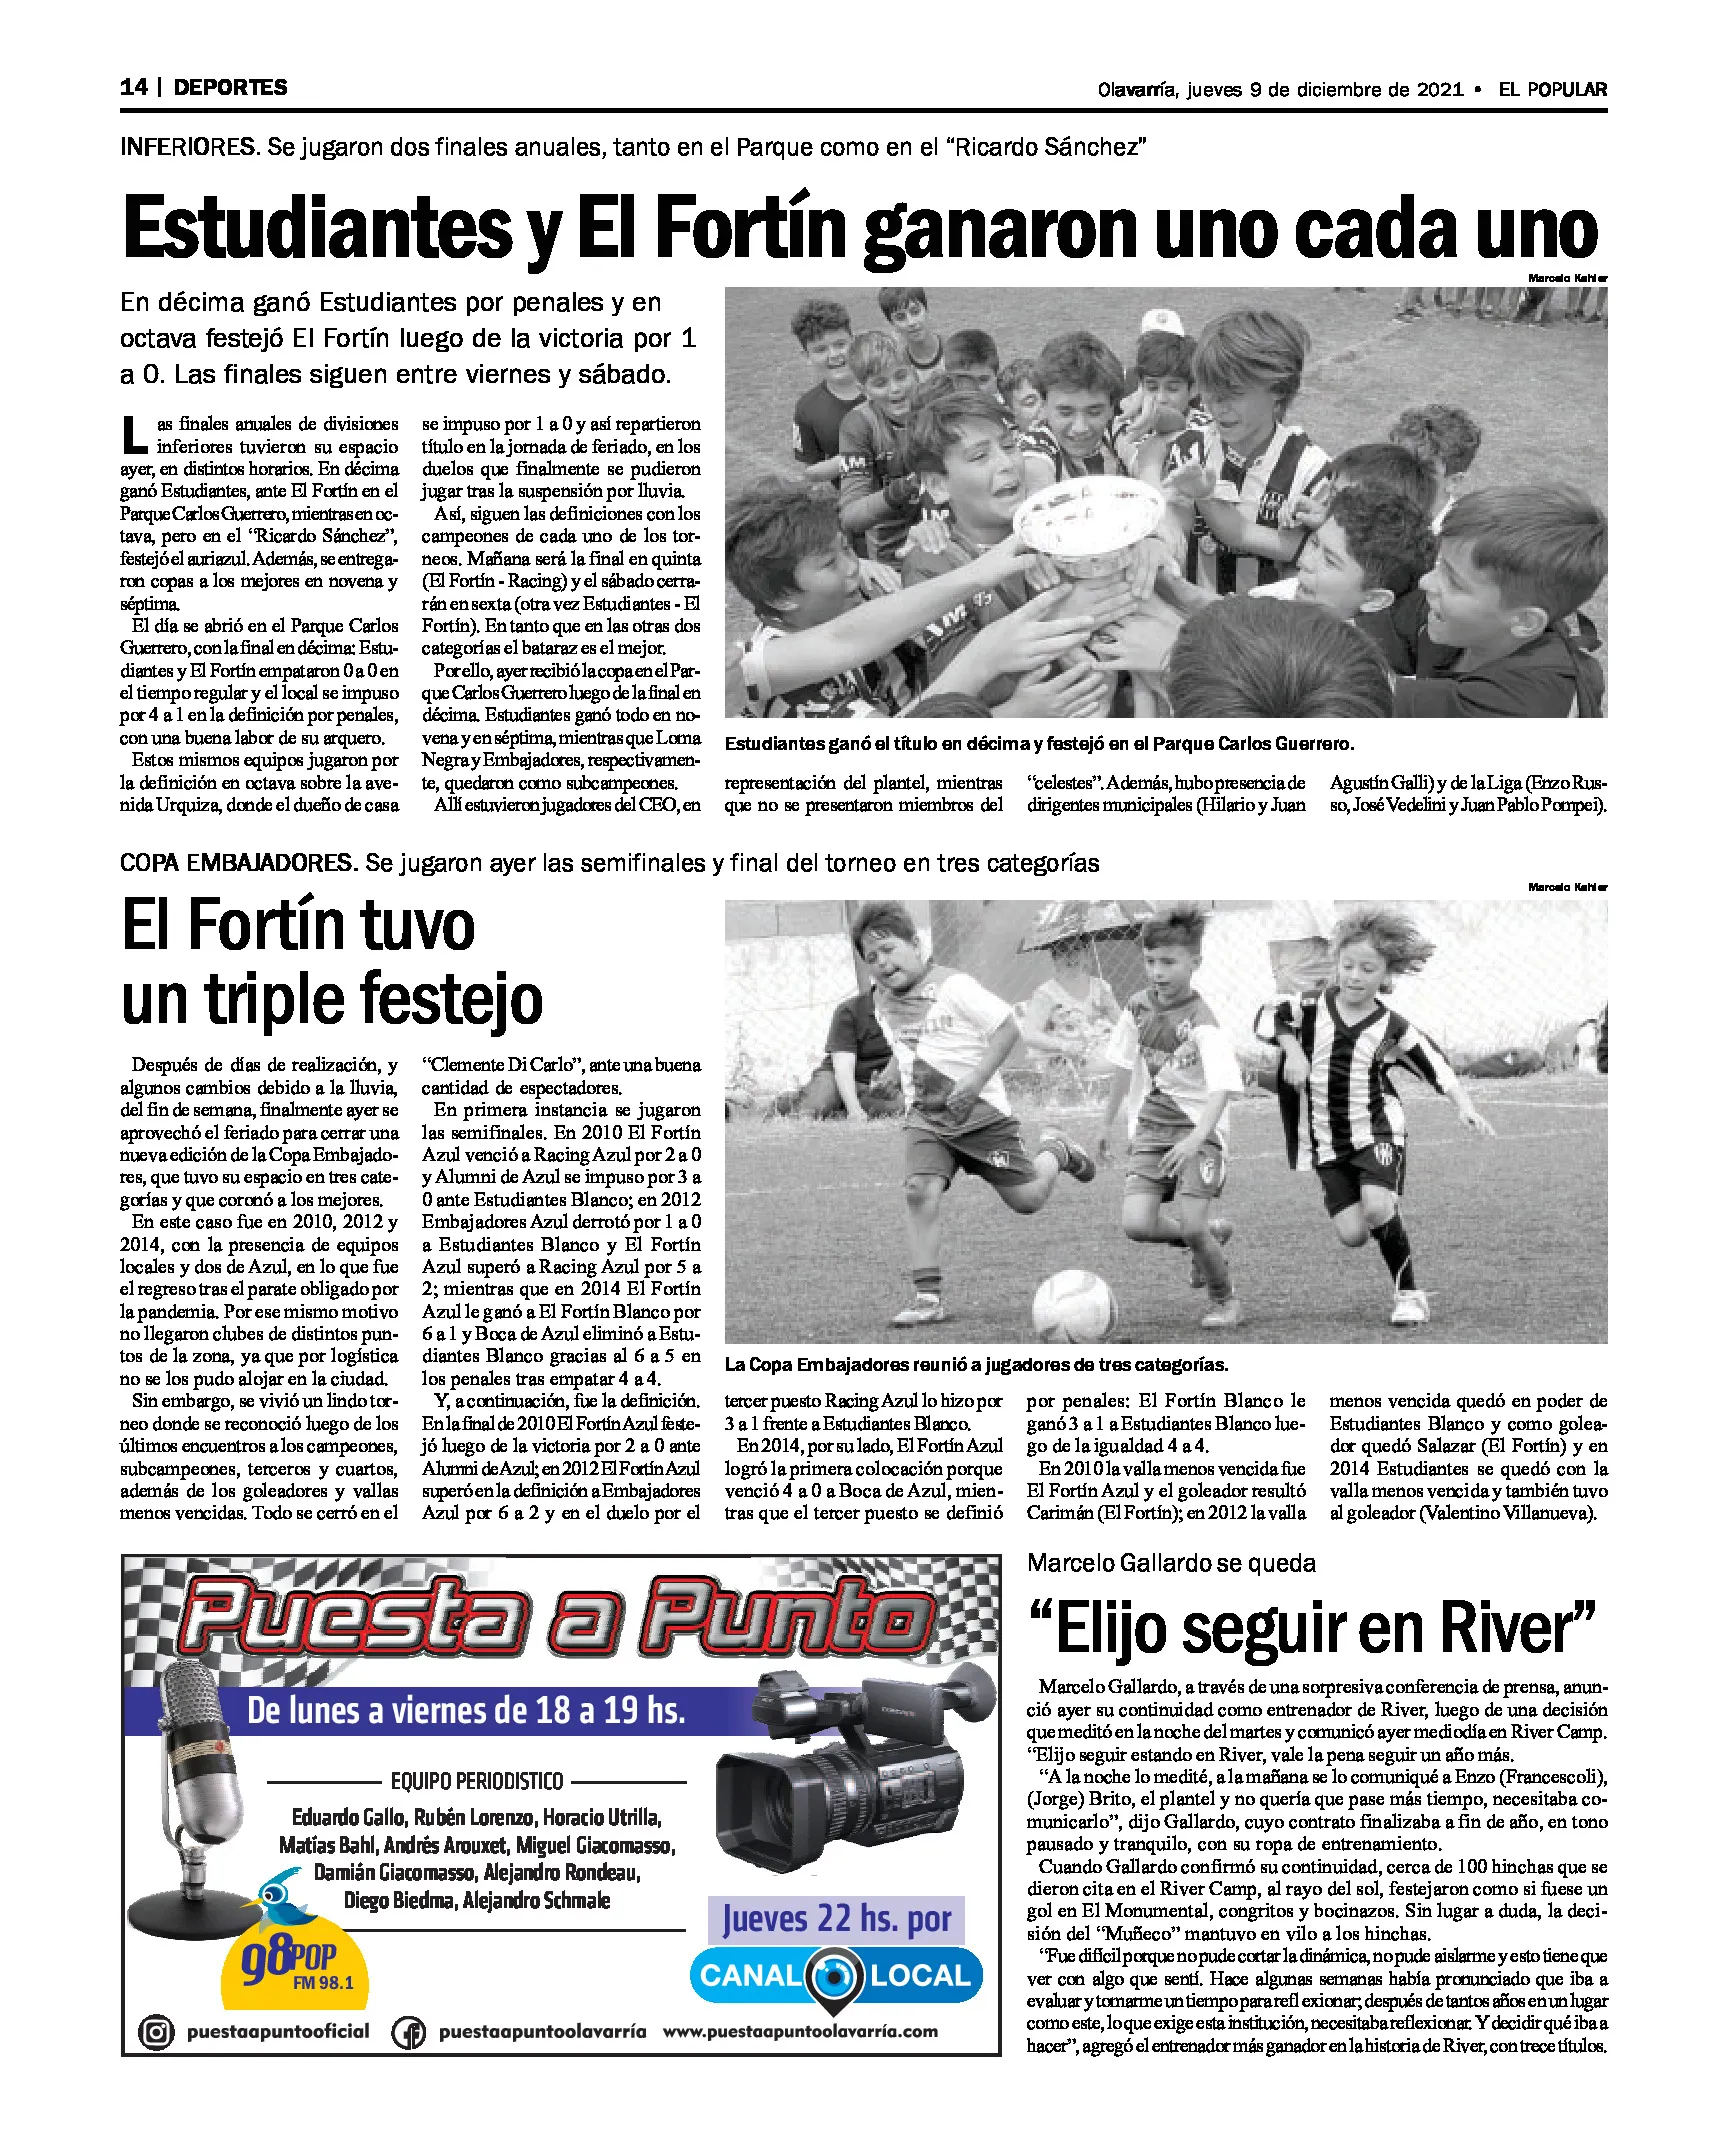 14 | DEPORTES
Olavarría, jueves 9 de diciembre de 2021 • EL POPULAR
INFERIORES. Se jugaron dos finales anuales, tanto en el Parque como en el “Ricardo Sánchez”
Estudiantes y El Fortín ganaron uno cada uno
Marcelo Kehler
En décima ganó Estudiantes por penales y en
octava festejó El Fortín luego de la victoria por 1
a 0. Las finales siguen entre viernes y sábado.
Las finales anuales de divisiones
inferiores tuvieron su espacio
ayer, en distintos horarios. En décima
ganó Estudiantes, ante El Fortín en el
Parque Carlos Guerrero, mientras en oc-
tava, pero en el “Ricardo Sánchez”,
festejó el auriazul. Además, se entrega-
ron copas a los mejores en novena y
séptima.
El día se abrió en el Parque Carlos
Guerrero, con la final en décima: Estu-
diantes y El Fortín empataron 0 a 0 en
el tiempo regular y el local se impuso
por 4 a 1 en la definición por penales,
con una buena labor de su arquero.
Estos mismos equipos jugaron por
la definición en octava sobre la ave-
nida Urquiza, donde el dueño de casa
se impuso por 1 a 0 y así repartieron
título en la jornada de feriado, en los
duelos que finalmente se pudieron
jugar tras la suspensión por lluvia.
Así, siguen las definiciones con los
campeones de cada uno de los tor-
neos. Mañana será la final en quinta
(El Fortín - Racing) y el sábado cerra-
rán en sexta (otra vez Estudiantes - El
Fortín). En tanto que en las otras dos
categorías el bataraz es el mejor.
Por ello, ayer recibió la copa en el Par-
que Carlos Guerrero luego de la final en
décima. Estudiantes ganó todo en no-
vena y en séptima, mientras que Loma
Negra y Embajadores, respectivamen-
te, quedaron como subcampeones.
Allí estuvieron jugadores del CEO, en
Estudiantes ganó el título en décima y festejó en el Parque Carlos Guerrero.
representación del plantel, mientras
que no se presentaron miembros del
“celestes”. Además, hubo presencia de
dirigentes municipales (Hilario y Juan
Agustín Galli) y de la Liga (Enzo Rus-
so, José Vedelini y Juan Pablo Pompei).
COPA EMBAJADORES. Se jugaron ayer las semifinales y final del torneo en tres categorías
Marcelo Kehler
El Fortín tuvo
un triple festejo
Después de días de realización, y
algunos cambios debido a la lluvia,
del fin de semana, finalmente ayer se
aprovechó el feriado para cerrar una
nueva edición de la Copa Embajado-
res, que tuvo su espacio en tres cate-
gorías y que coronó a los mejores.
En este caso fue en 2010, 2012 y
2014, con la presencia de equipos
locales y dos de Azul, en lo que fue
el regreso tras el parate obligado por
la pandemia. Por ese mismo motivo
no llegaron clubes de distintos pun-
tos de la zona, ya que por logística
no se los pudo alojar en la ciudad.
Sin embargo, se vivió un lindo tor-
neo donde se reconoció luego de los
últimos encuentros a los campeones,
subcampeones, terceros y cuartos,
además de los goleadores y vallas
menos vencidas. Todo se cerró en el
“Clemente Di Carlo”, ante una buena
cantidad de espectadores.
En primera instancia se jugaron
las semifinales. En 2010 El Fortín
Azul venció a Racing Azul por 2 a 0
y Alumni de Azul se impuso por 3 a
0 ante Estudiantes Blanco; en 2012
Embajadores Azul derrotó por 1 a 0
a Estudiantes Blanco y El Fortín
Azul superó a Racing Azul por 5 a
2; mientras que en 2014 El Fortín
Azul le ganó a El Fortín Blanco por
6 a 1 y Boca de Azul eliminó a Estu-
diantes Blanco gracias al 6 a 5 en
los penales tras empatar 4 a 4.
Y, a continuación, fue la definición.
En la final de 2010 El Fortín Azul feste-
jó luego de la victoria por 2 a 0 ante
Alumni de Azul; en 2012 El Fortín Azul
superó en la definición a Embajadores
Azul por 6 a 2 y en el duelo por el
La Copa Embajadores reunió a jugadores de tres categorías.
tercer puesto Racing Azul lo hizo por
3 a 1 frente a Estudiantes Blanco.
En 2014, por su lado, El Fortín Azul
logró la primera colocación porque
venció 4 a 0 a Boca de Azul, mien-
tras que el tercer puesto se definió
por penales: El Fortín Blanco le
ganó 3 a 1 a Estudiantes Blanco lue-
go de la igualdad 4 a 4.
En 2010 la valla menos vencida fue
El Fortín Azul y el goleador resultó
Carimán (El Fortín); en 2012 la valla
menos vencida quedó en poder de
Estudiantes Blanco y como golea-
dor quedó Salazar (El Fortín) y en
2014 Estudiantes se quedó con la
valla menos vencida y también tuvo
al goleador (Valentino Villanueva).
Puesta a Punto
De lunes a viernes de 18 a 19 hs.
EQUIPO PERIODISTICO
Eduardo Gallo, Rubén Lorenzo, Horacio Utrilla,
Matías Bahl, Andrés Arouxet, Miguel Giacomasso,
Damián Giacomasso, Alejandro Rondeau,
Diego Biedma, Alejandro Schmale
98POP
FM 98.1
Jueves 22 hs. por
CANAL LOCAL
puestaapuntooficial puestaapuntoolavarría www.puestaapuntoolavarría.com
Marcelo Gallardo se queda
“Elijo seguir en River”
Marcelo Gallardo, a través de una sorpresiva conferencia de prensa, anun-
ció ayer su continuidad como entrenador de River, luego de una decisión
que meditó en la noche del martes y comunicó ayer mediodía en River Camp.
“Elijo seguir estando en River, vale la pena seguir un año más.
“A la noche lo medité, a la mañana se lo comuniqué a Enzo (Francescoli),
(Jorge) Brito, el plantel y no quería que pase más tiempo, necesitaba co-
municarlo”, dijo Gallardo, cuyo contrato finalizaba a fin de año, en tono
pausado y tranquilo, con su ropa de entrenamiento.
Cuando Gallardo confirmó su continuidad, cerca de 100 hinchas que se
dieron cita en el River Camp, al rayo del sol, festejaron como si fuese un
gol en El Monumental, congritos y bocinazos. Sin lugar a duda, la deci-
sión del “Muñeco” mantuvo en vilo a los hinchas.
“Fue difícil porque no pude cortar la dinámica, no pude aislarme y esto tiene que
ver con algo que sentí. Hace algunas semanas había pronunciado que iba a
evaluar y tomarme un tiempo para refl exionar; después de tantos años en un lugar
como este, lo que exige esta institución, necesitaba reflexionar. Y decidir qué iba a
hacer”, agregó el entrenador más ganador en la historia de River, con trece títulos.